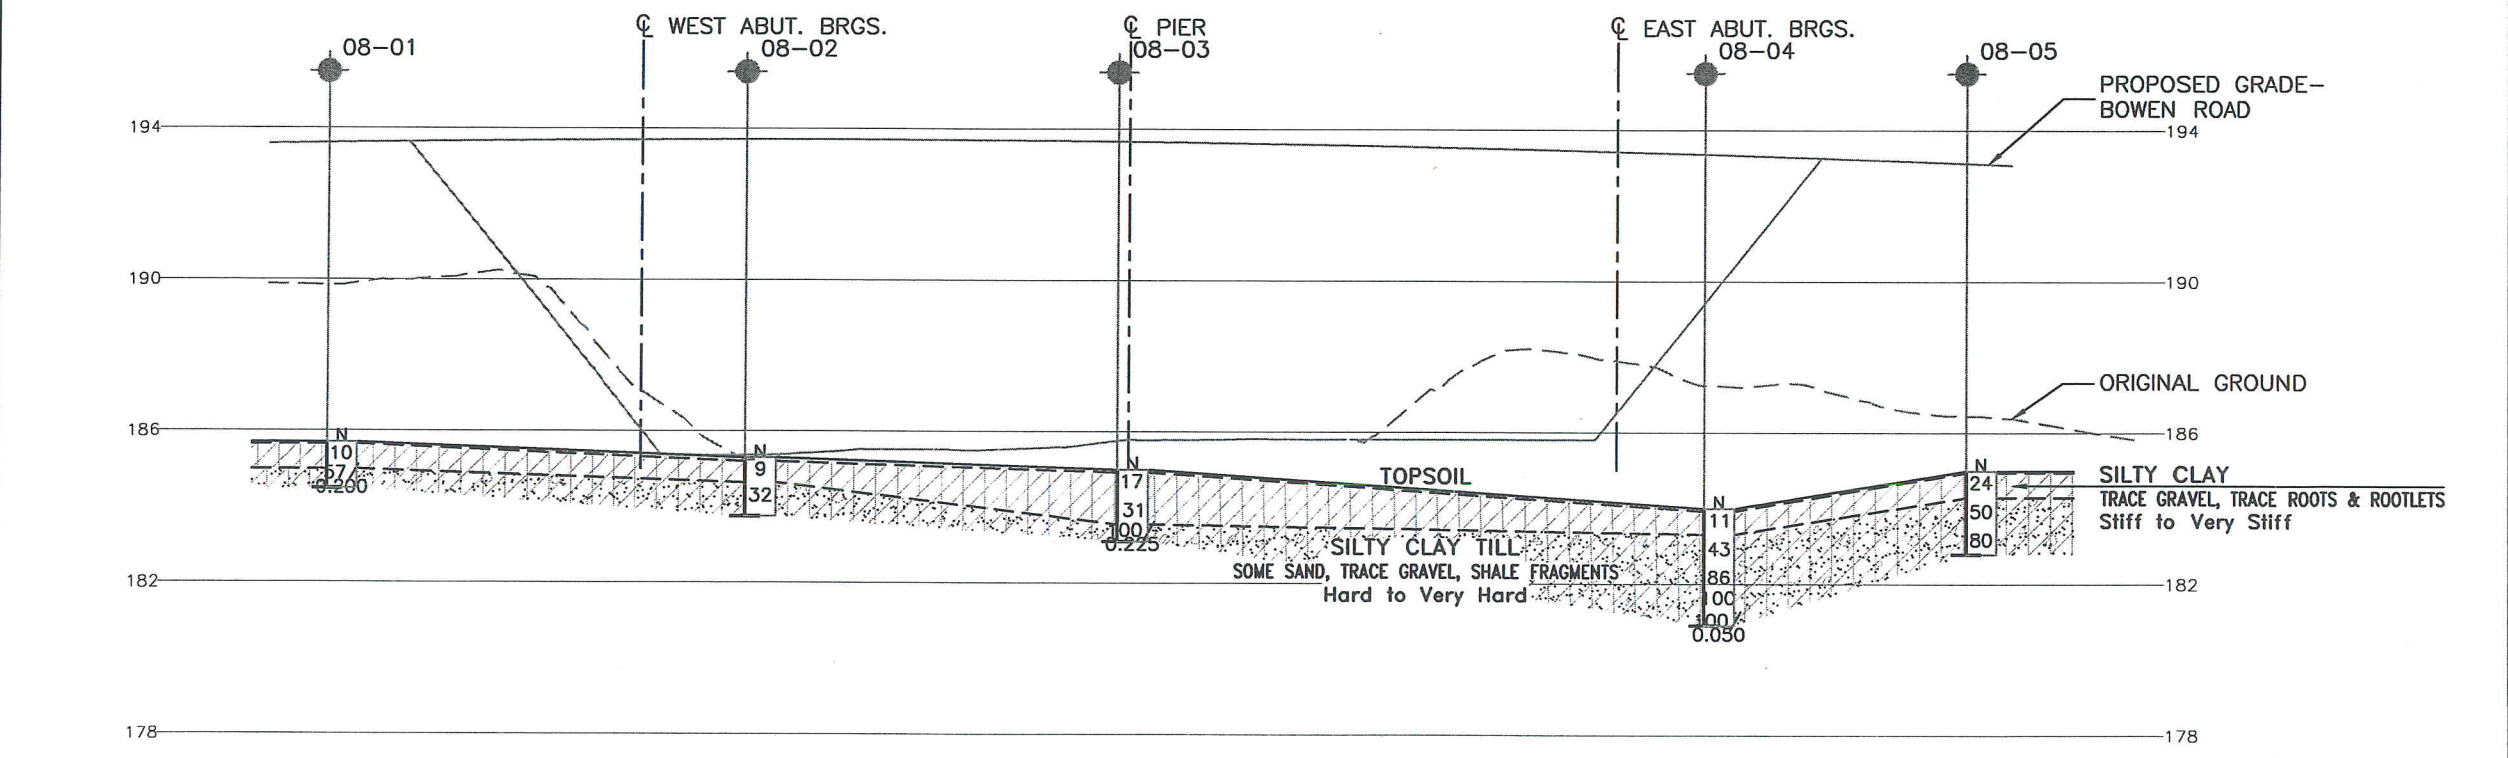 ℄ WEST ABUT. BRGS.
℄ PIER
℄ EAST ABUT. BRGS.
08-01
08-02
08-03
08-04
08-05
PROPOSED GRADE-
BOWEN ROAD
194
194
190
190
ORIGINAL GROUND
186
186
N
10
57/
0.200
N
9
32
N
17
31
100/
0.225
TOPSOIL
N
11
43
86
100
100/
0.050
N
24
50
80
SILTY CLAY
TRACE GRAVEL, TRACE ROOTS & ROOTLETS
Stiff to Very Stiff
SILTY CLAY TILL
SOME SAND, TRACE GRAVEL, SHALE FRAGMENTS
Hard to Very Hard
182
182
178
178